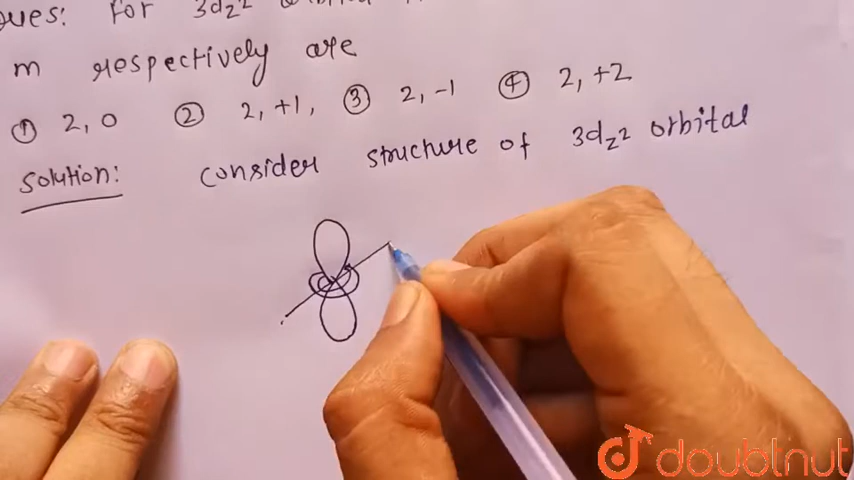 Ques: For 3dz²
m respectively are
① 2, 0 ② 2, +1, ③ 2, -1 ④ 2, +2
Solution: Consider structure of 3dz² orbital
doubtnut